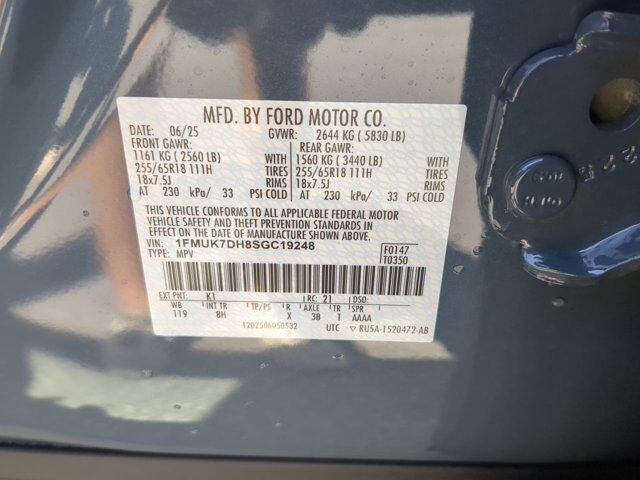 MFD. BY FORD MOTOR CO.
DATE: 06/25 GVWR: 2644 KG ( 5830 LB)
FRONT GAWR: REAR GAWR:
1161 KG ( 2560 LB) WITH 1560 KG ( 3440 LB) WITH
255/65R18 111H TIRES 255/65R18 111H TIRES
18x7.5J RIMS 18x7.5J RIMS
AT 230 kPa/ 33 PSI COLD AT 230 kPa/ 33 PSI COLD
THIS VEHICLE CONFORMS TO ALL APPLICABLE FEDERAL MOTOR
VEHICLE SAFETY AND THEFT PREVENTION STANDARDS IN
EFFECT ON THE DATE OF MANUFACTURE SHOWN ABOVE.
VIN: 1FMUK7DH8SGC19248 F0147
TYPE: MPV T0350
EXT PNT: K1 RC: 21 DSO:
WB INT TR TP/PS R AXLE TR SPR
119 8H X 3B T AAAA
1202506050532 UTC ▽ RU5A-1520472-AB